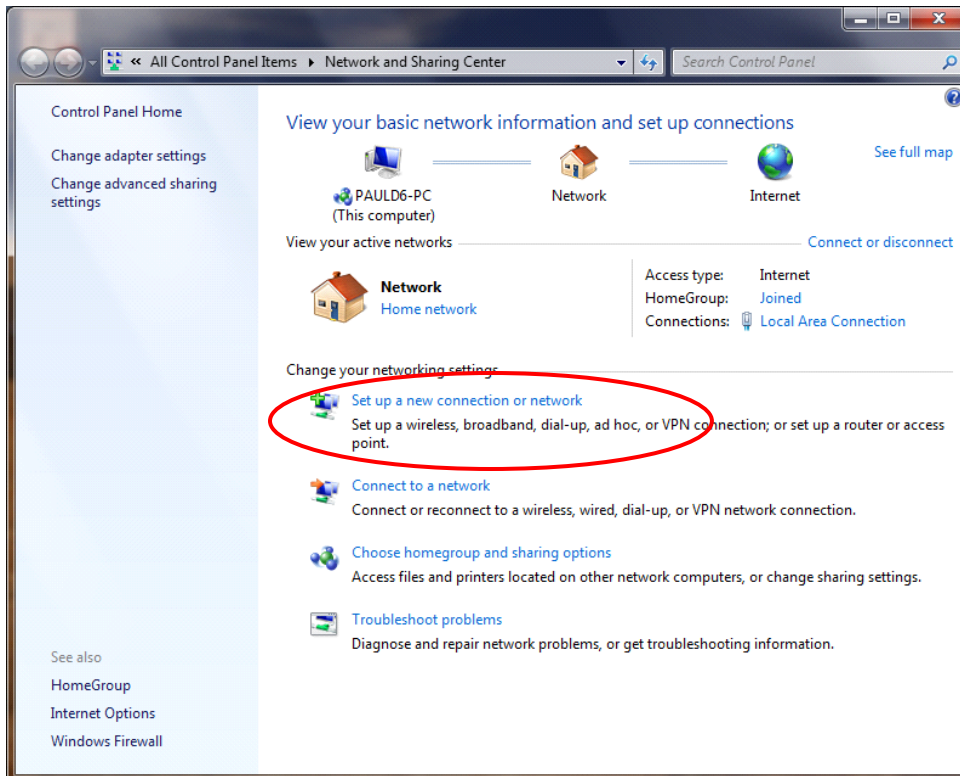 « All Control Panel Items ▸ Network and Sharing Center
Search Control Panel
Control Panel Home
Change adapter settings
Change advanced sharing
settings
View your basic network information and set up connections
See full map
PAULD6-PC
(This computer)
Network
Internet
View your active networks
Connect or disconnect
Network
Home network
Access type: Internet
HomeGroup: Joined
Connections: Local Area Connection
Change your networking settings
Set up a new connection or network
Set up a wireless, broadband, dial-up, ad hoc, or VPN connection; or set up a router or access
point.
Connect to a network
Connect or reconnect to a wireless, wired, dial-up, or VPN network connection.
Choose homegroup and sharing options
Access files and printers located on other network computers, or change sharing settings.
Troubleshoot problems
Diagnose and repair network problems, or get troubleshooting information.
See also
HomeGroup
Internet Options
Windows Firewall